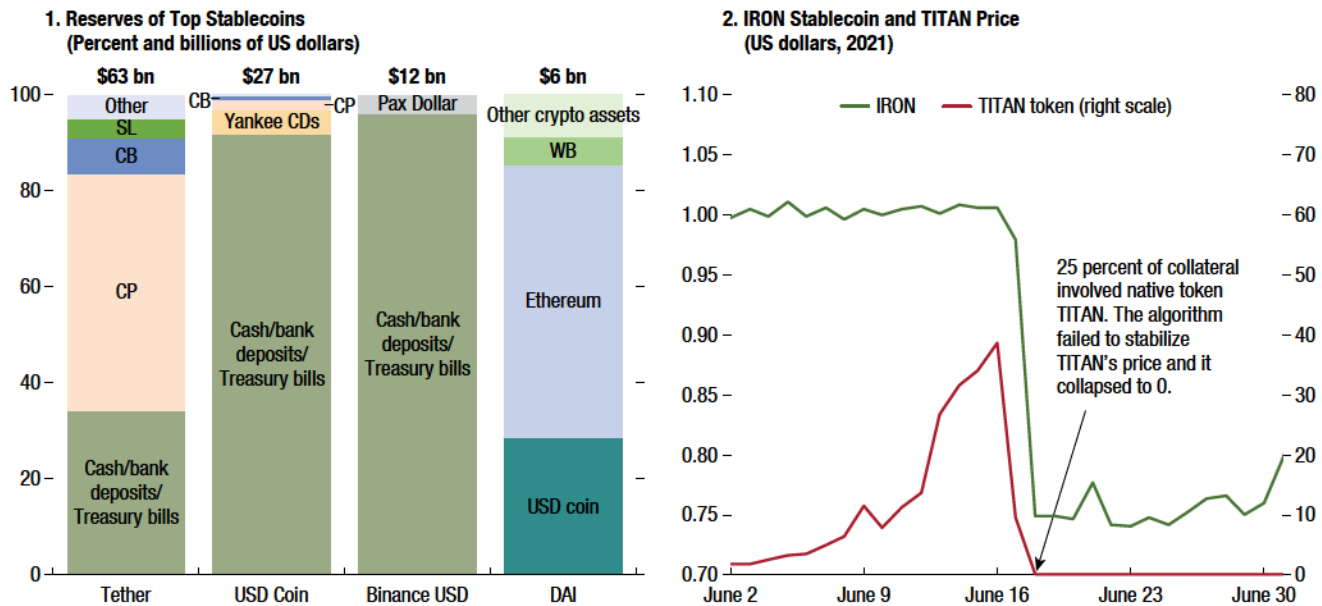 1. Reserves of Top Stablecoins
(Percent and billions of US dollars)
$63 bn
$27 bn
$12 bn
$6 bn
100
80
60
40
20
0
Other
SL
CB
CP
Cash/bank
deposits/
Treasury bills
CB
CP
Yankee CDs
Cash/bank
deposits/
Treasury bills
Pax Dollar
Cash/bank
deposits/
Treasury bills
Other crypto assets
WB
Ethereum
USD coin
Tether
USD Coin
Binance USD
DAI
2. IRON Stablecoin and TITAN Price
(US dollars, 2021)
IRON
TITAN token (right scale)
1.10
1.05
1.00
0.95
0.90
0.85
0.80
0.75
0.70
80
70
60
50
40
30
20
10
0
25 percent of collateral
involved native token
TITAN. The algorithm
failed to stabilize
TITAN's price and it
collapsed to 0.
June 2
June 9
June 16
June 23
June 30